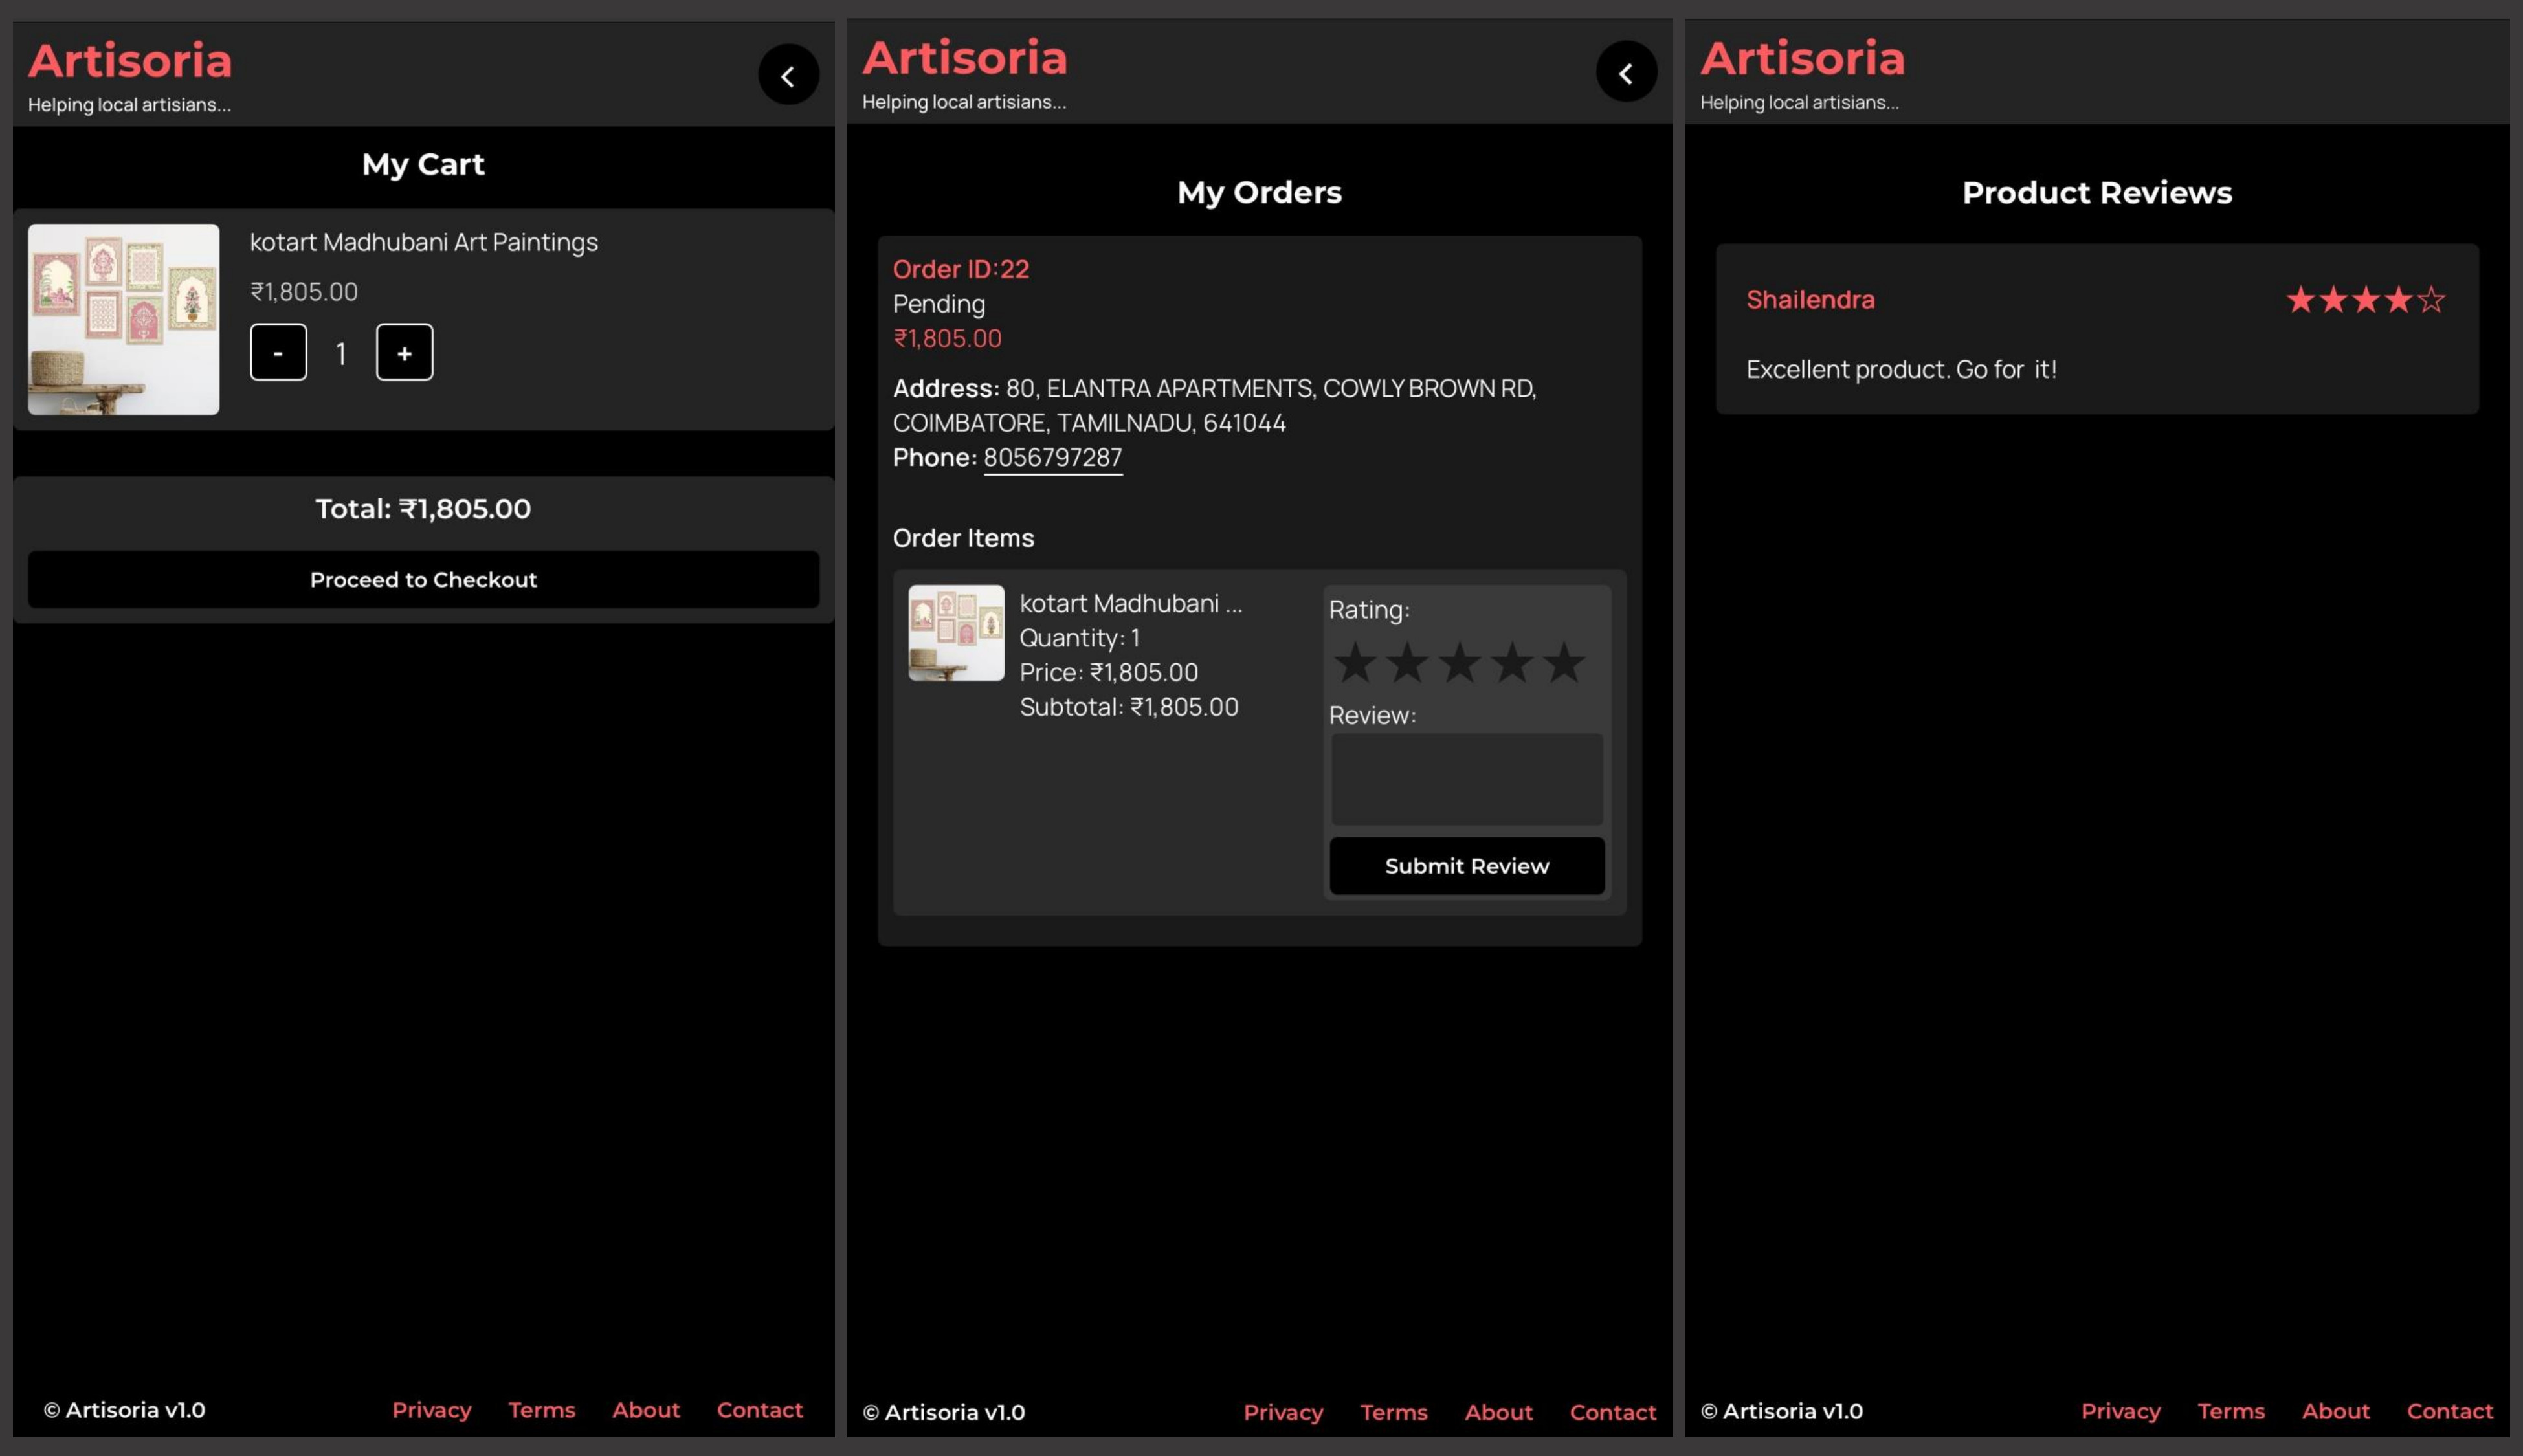 Artisoria
Helping local artisians...
My Cart
kotart Madhubani Art Paintings
₹1,805.00
- 1 +
Total: ₹1,805.00
Proceed to Checkout
© Artisoria v1.0 Privacy Terms About Contact
Artisoria
Helping local artisians...
My Orders
Order ID:22
Pending
₹1,805.00
Address: 80, ELANTRA APARTMENTS, COWLY BROWN RD,
COIMBATORE, TAMILNADU, 641044
Phone: 8056797287
Order Items
kotart Madhubani ...
Quantity: 1
Price: ₹1,805.00
Subtotal: ₹1,805.00
Rating:
Review:
Submit Review
© Artisoria v1.0 Privacy Terms About Contact
Artisoria
Helping local artisians...
Product Reviews
Shailendra
Excellent product. Go for it!
© Artisoria v1.0 Privacy Terms About Contact